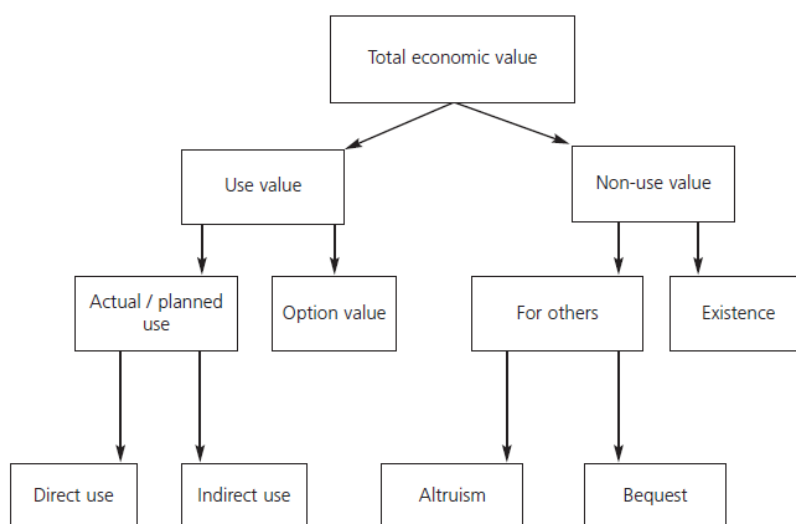 Total economic value
Use value
Non-use value
Actual / planned
use
Option value
For others
Existence
Direct use
Indirect use
Altruism
Bequest